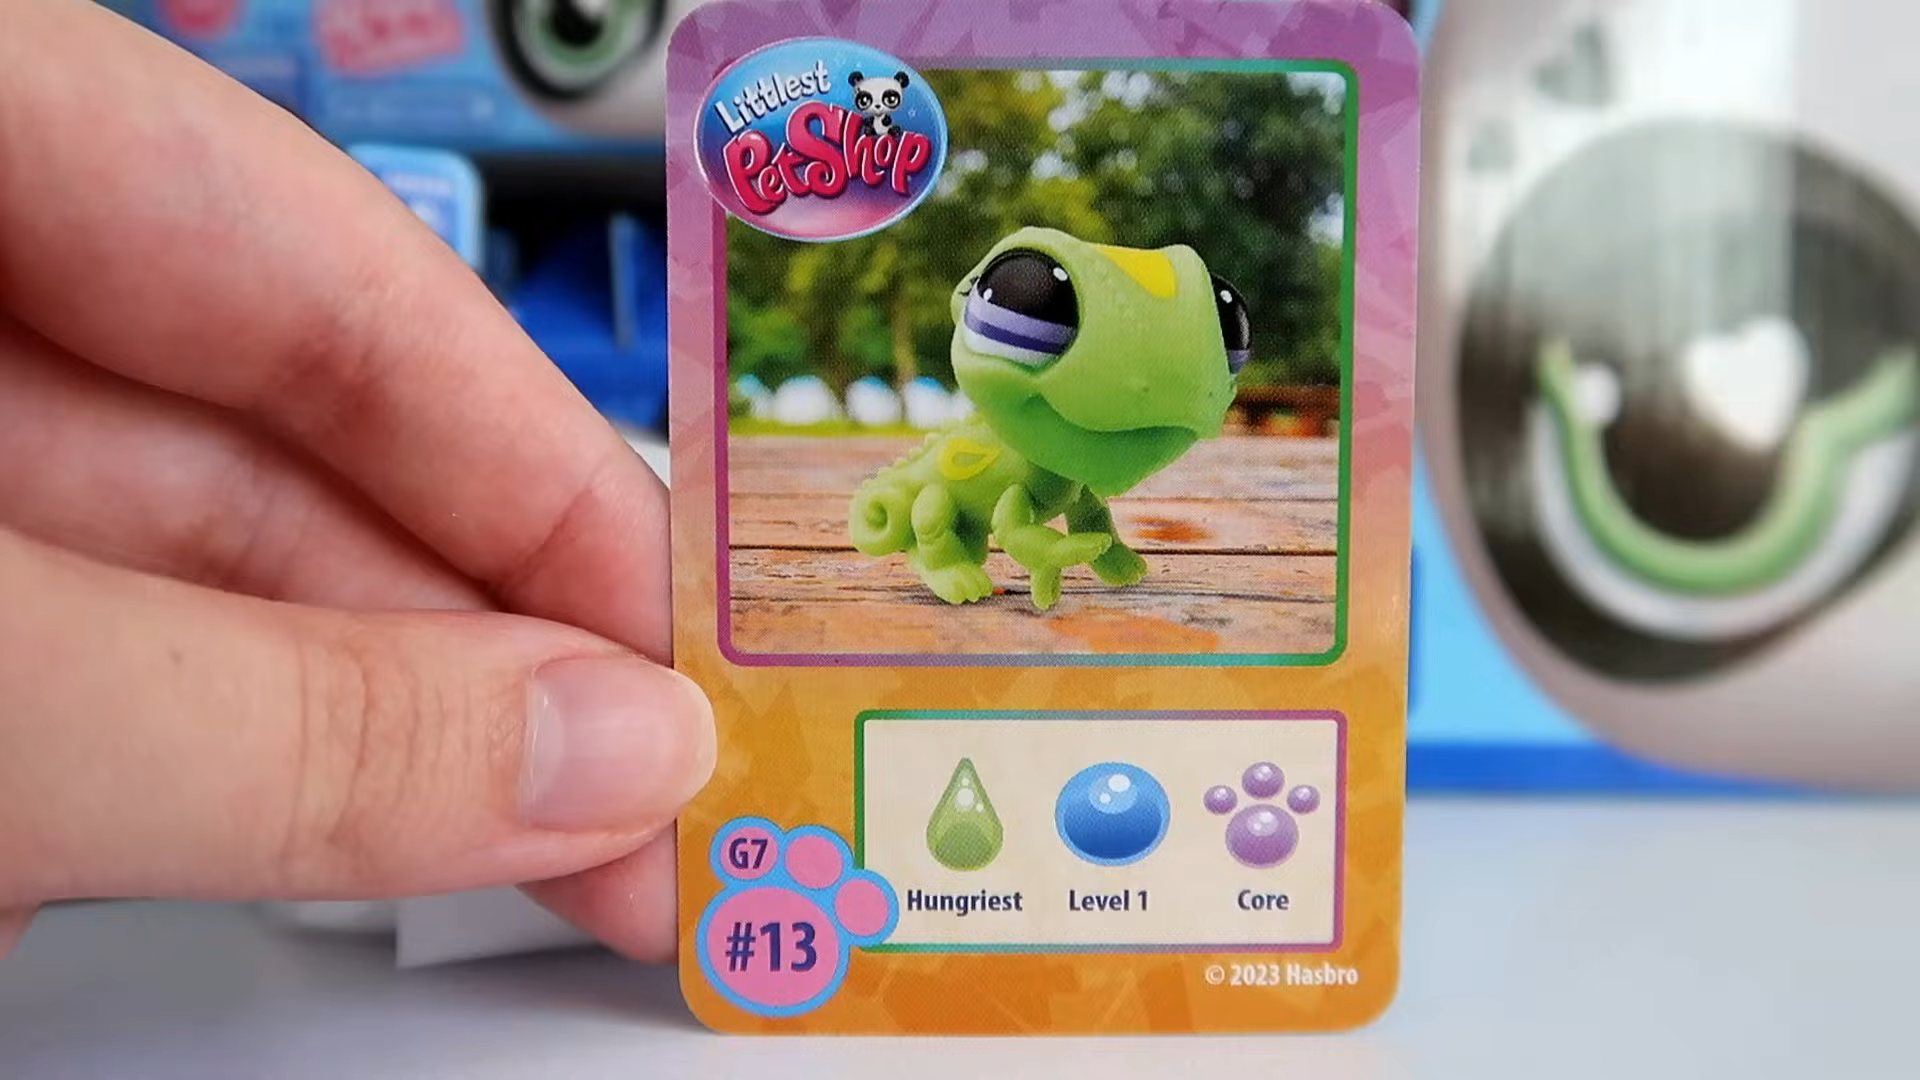 Littlest
PetShop
G7
#13
Hungriest
Level 1
Core
© 2023 Hasbro